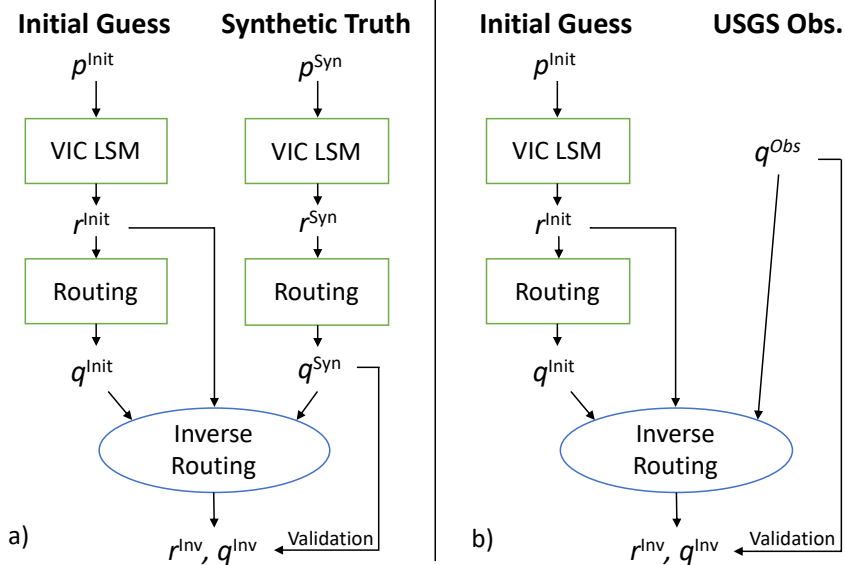 Initial Guess
Synthetic Truth
p^Init
p^Syn
VIC LSM
VIC LSM
r^Init
r^Syn
Routing
Routing
q^Init
q^Syn
Inverse
Routing
r^Inv, q^Inv
Validation
a)
Initial Guess
USGS Obs.
p^Init
VIC LSM
q^Obs
r^Init
Routing
q^Init
Inverse
Routing
r^Inv, q^Inv
Validation
b)